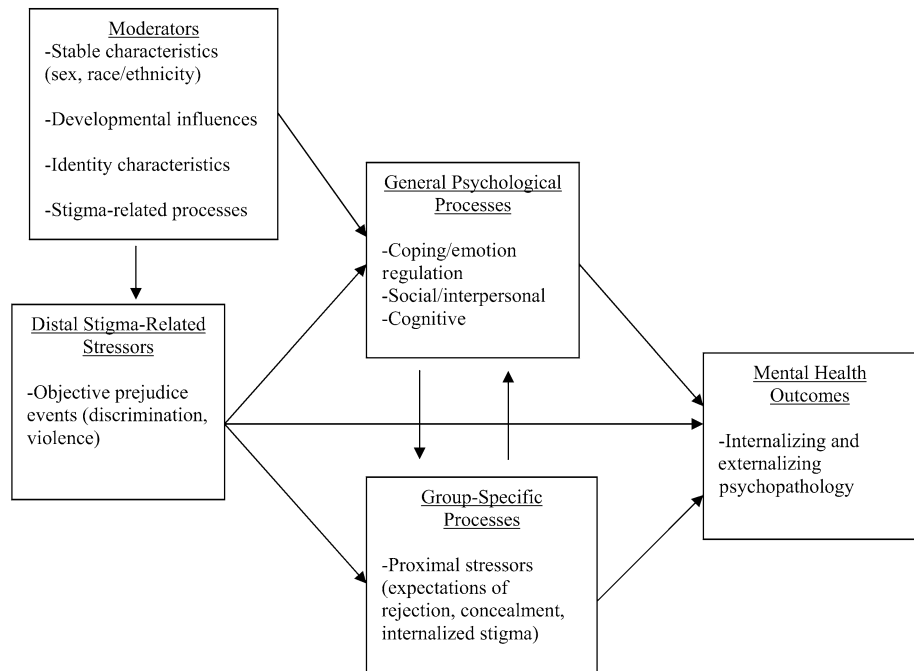 Moderators
-Stable characteristics
(sex, race/ethnicity)
-Developmental influences
-Identity characteristics
-Stigma-related processes
General Psychological
Processes
-Coping/emotion
regulation
-Social/interpersonal
-Cognitive
Distal Stigma-Related
Stressors
-Objective prejudice
events (discrimination,
violence)
Mental Health
Outcomes
-Internalizing and
externalizing
psychopathology
Group-Specific
Processes
-Proximal stressors
(expectations of
rejection, concealment,
internalized stigma)